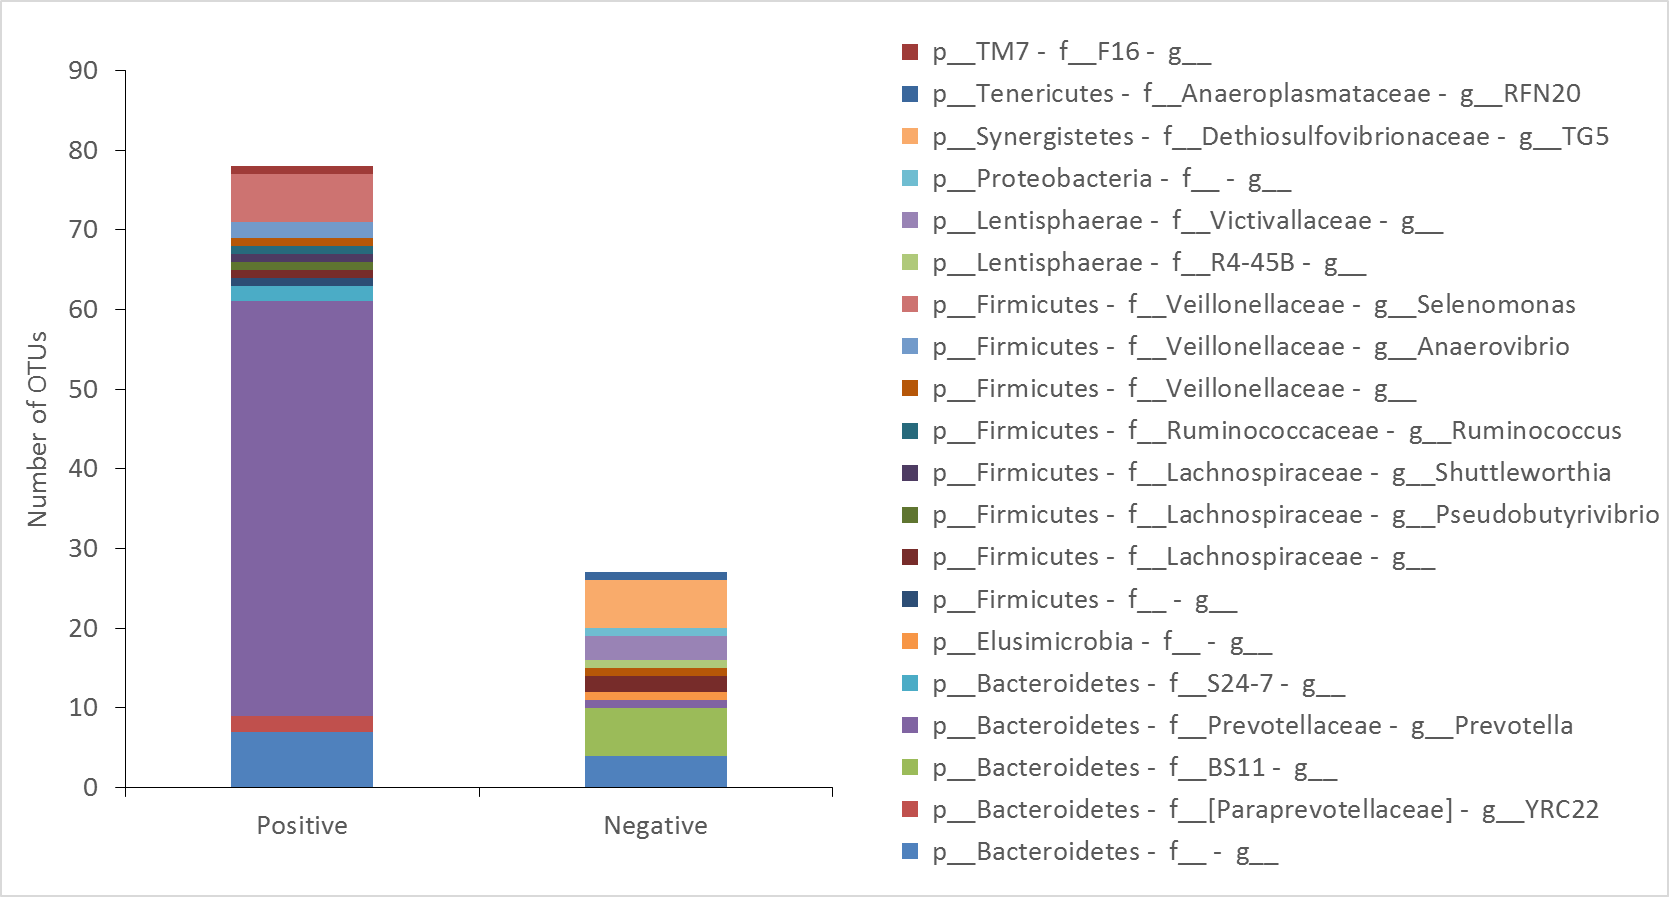 90
80
70
60
50
40
30
20
10
0
Number of OTUs
Positive
Negative
p__TM7 - f__F16 - g__
p__Tenericutes - f__Anaeroplasmataceae - g__RFN20
p__Synergistetes - f__Dethiosulfovibrionaceae - g__TG5
p__Proteobacteria - f__ - g__
p__Lentisphaerae - f__Victivallaceae - g__
p__Lentisphaerae - f__R4-45B - g__
p__Firmicutes - f__Veillonellaceae - g__Selenomonas
p__Firmicutes - f__Veillonellaceae - g__Anaerovibrio
p__Firmicutes - f__Veillonellaceae - g__
p__Firmicutes - f__Ruminococcaceae - g__Ruminococcus
p__Firmicutes - f__Lachnospiraceae - g__Shuttleworthia
p__Firmicutes - f__Lachnospiraceae - g__Pseudobutyrivibrio
p__Firmicutes - f__Lachnospiraceae - g__
p__Firmicutes - f__ - g__
p__Elusimicrobia - f__ - g__
p__Bacteroidetes - f__S24-7 - g__
p__Bacteroidetes - f__Prevotellaceae - g__Prevotella
p__Bacteroidetes - f__BS11 - g__
p__Bacteroidetes - f__[Paraprevotellaceae] - g__YRC22
p__Bacteroidetes - f__ - g__